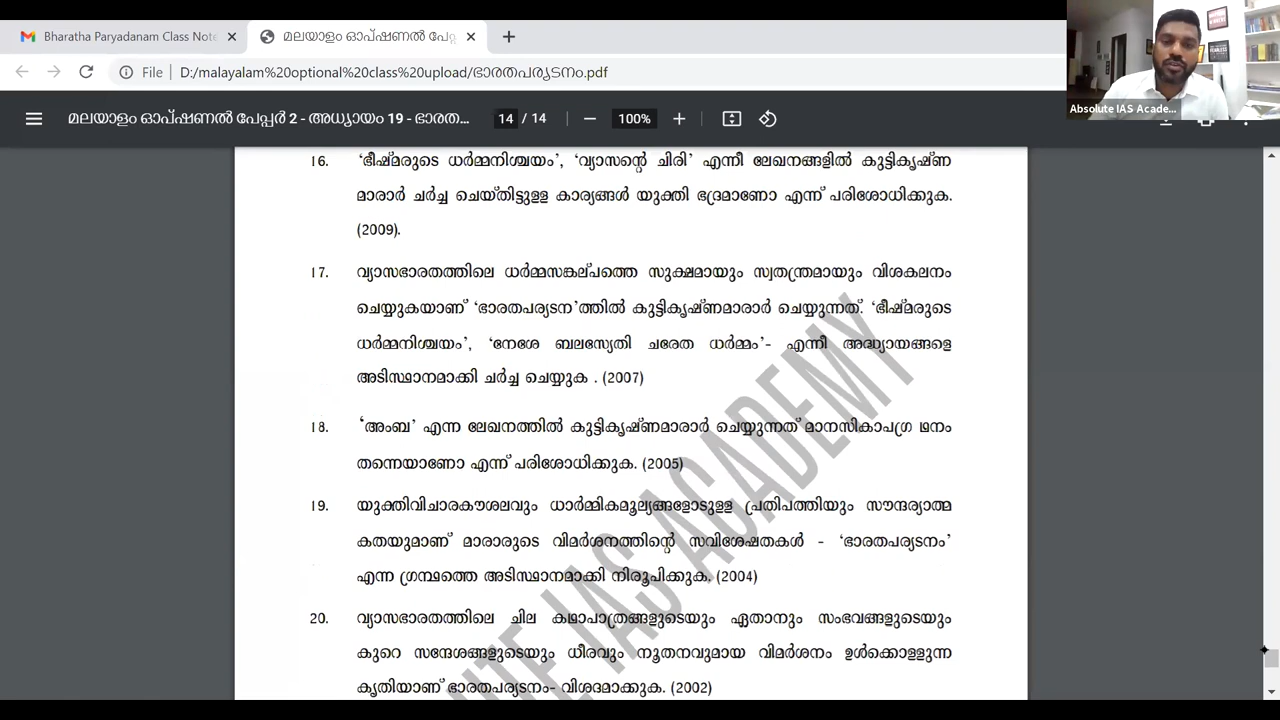 Bharatha Paryadanam Class Note
മലയാളം ഓപ്ഷണൽ പേപ്പ
File D:/malayalam%20optional%20class%20upload/ഭാരതപര്യടനം.pdf
Absolute IAS Acade...
മലയാളം ഓപ്ഷണൽ പേപ്പർ 2 - അധ്യായം 19 - ഭാരത... 14 / 14 100%
16. 'ഭീഷ്മരുടെ ധർമ്മനിശ്ചയം', 'വ്യാസന്റെ ചിരി' എന്നീ ലേഖനങ്ങളിൽ കുട്ടികൃഷ്ണ
മാരാർ ചർച്ച ചെയ്തിട്ടുള്ള കാര്യങ്ങൾ യുക്തി ഭദ്രമാണോ എന്ന് പരിശോധിക്കുക.
(2009).
17. വ്യാസഭാരതത്തിലെ ധർമ്മസങ്കല്പത്തെ സൂക്ഷമായും സ്വതന്ത്രമായും വിശകലനം
ചെയ്യുകയാണ് 'ഭാരതപര്യടന'ത്തിൽ കുട്ടികൃഷ്ണമാരാർ ചെയ്യുന്നത്. 'ഭീഷ്മരുടെ
ധർമ്മനിശ്ചയം', 'നേശേ ബലസ്യേതി ചരേത ധർമ്മം'- എന്നീ അദ്ധ്യായങ്ങളെ
അടിസ്ഥാനമാക്കി ചർച്ച ചെയ്യുക . (2007)
18. 'അംബ' എന്ന ലേഖനത്തിൽ കുട്ടികൃഷ്ണമാരാർ ചെയ്യുന്നത് മാനസികാപഗ്ര ഥനം
തന്നെയാണോ എന്ന് പരിശോധിക്കുക. (2005)
19. യുക്തിവിചാരകൗശലവും ധാർമ്മികമൂല്യങ്ങളോടുള്ള പ്രതിപത്തിയും സൗന്ദര്യാത്മ
കതയുമാണ് മാരാരുടെ വിമർശനത്തിന്റെ സവിശേഷതകൾ - 'ഭാരതപര്യടനം'
എന്ന ഗ്രന്ഥത്തെ അടിസ്ഥാനമാക്കി നിരൂപിക്കുക. (2004)
20. വ്യാസഭാരതത്തിലെ ചില കഥാപാത്രങ്ങളുടെയും ഏതാനും സംഭവങ്ങളുടെയും
കുറെ സന്ദേശങ്ങളുടെയും ധീരവും നൂതനവുമായ വിമർശനം ഉൾക്കൊള്ളുന്ന
കൃതിയാണ് ഭാരതപര്യടനം- വിശദമാക്കുക. (2002)
UTE IAS ACADEMY